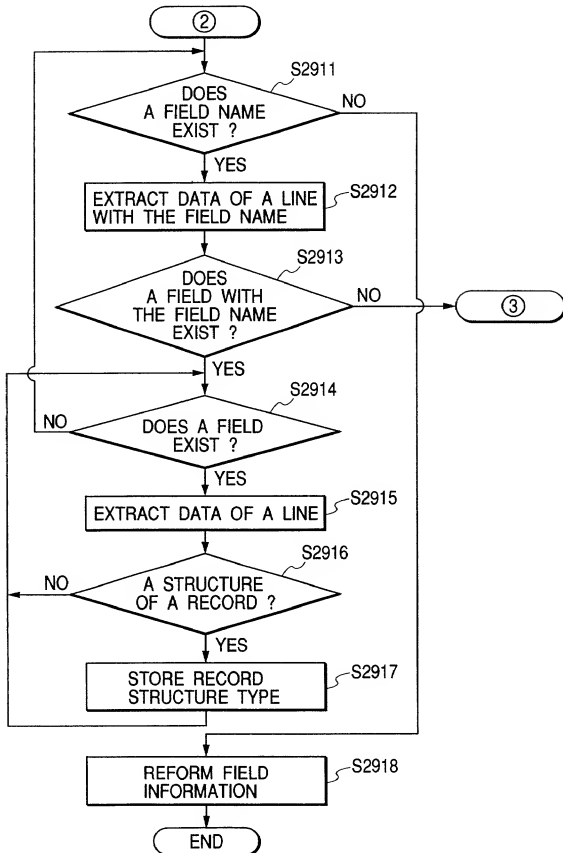 ②
S2911
DOES
A FIELD NAME
EXIST ?
NO
YES
S2912
EXTRACT DATA OF A LINE
WITH THE FIELD NAME
S2913
DOES
A FIELD WITH
THE FIELD NAME
EXIST ?
NO
③
YES
S2914
NO
DOES A FIELD
EXIST ?
YES
S2915
EXTRACT DATA OF A LINE
S2916
NO
A STRUCTURE
OF A RECORD ?
YES
S2917
STORE RECORD
STRUCTURE TYPE
S2918
REFORM FIELD
INFORMATION
END